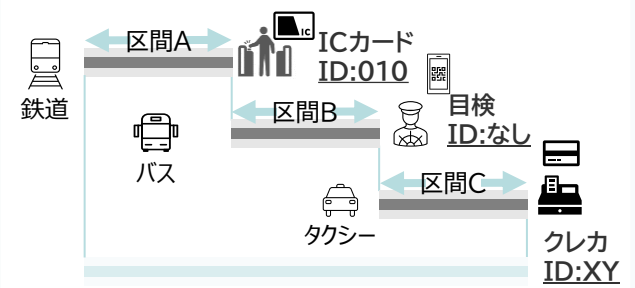 区間A
IC
ICカード
ID:010
鉄道
区間B
目検
ID:なし
バス
区間C
タクシー
クレカ
ID:XY